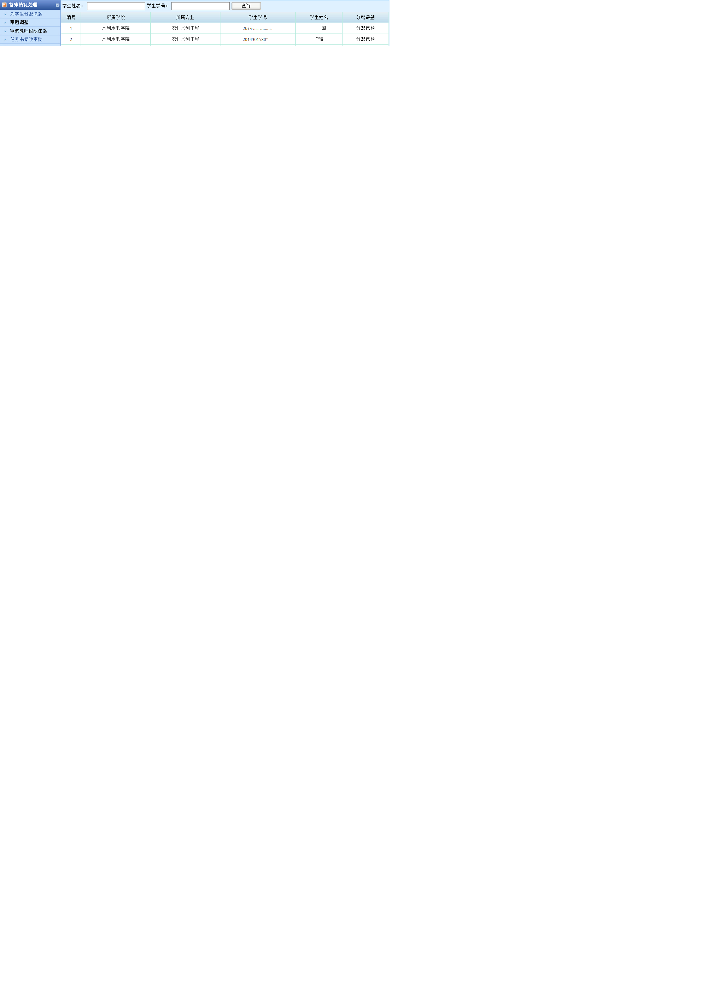 特殊情况处理
为学生分配课题
课题调整
审核教师修改课题
任务书修改审批
学生姓名： 学生学号： 查询
编号 所属学院 所属专业 学生学号 学生姓名 分配课题
1 水利水电学院 农业水利工程 国 分配课题
2 水利水电学院 农业水利工程 2014301580 浩 分配课题